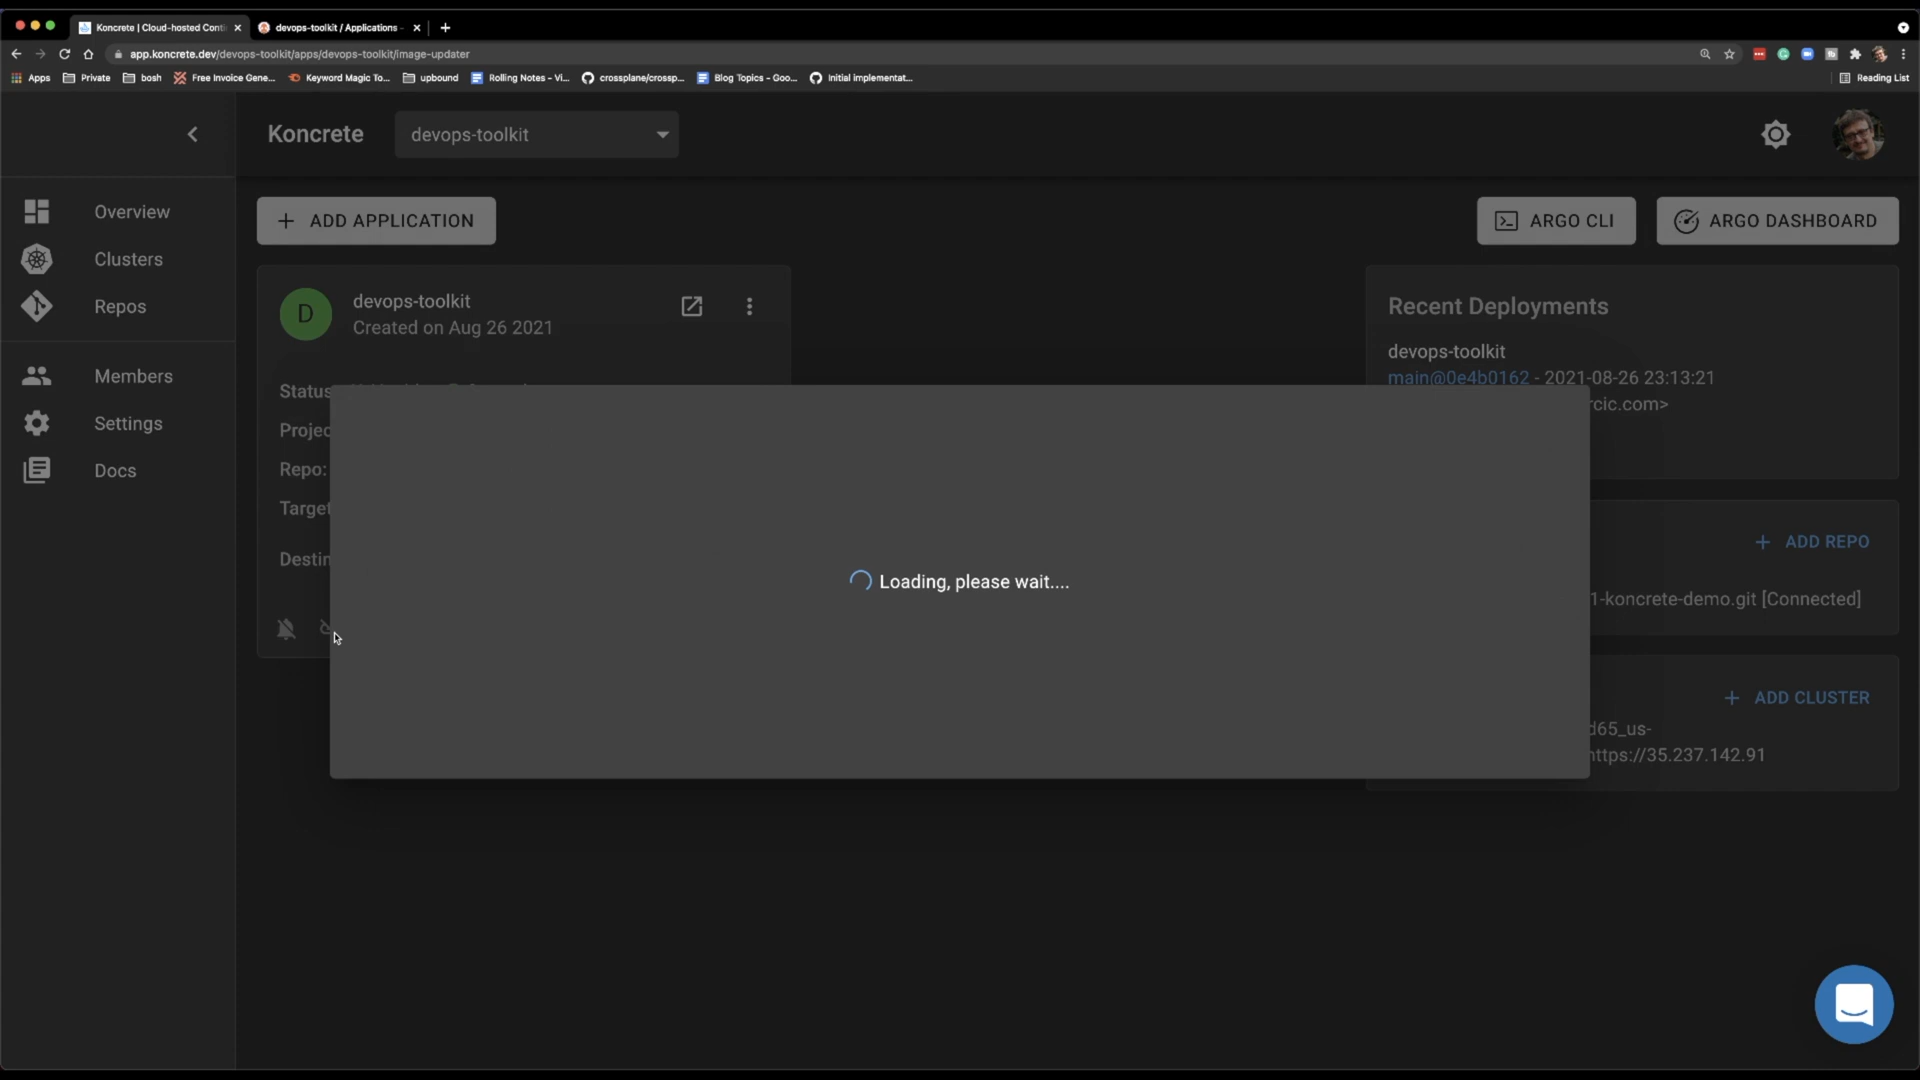 Koncrete | Cloud-hosted Conti
devops-toolkit / Applications -
app.koncrete.dev/devops-toolkit/apps/devops-toolkit/image-updater
Apps
Private
bosh
Free Invoice Gene...
Keyword Magic To...
upbound
Rolling Notes - Vi...
crossplane/crossp...
Blog Topics - Goo...
Initial implementat...
Reading List
Koncrete
devops-toolkit
Overview
Clusters
Repos
Members
Settings
Docs
ADD APPLICATION
ARGO CLI
ARGO DASHBOARD
D
devops-toolkit
Created on Aug 26 2021
Status
Projec
Repo:
Target
Destin
Loading, please wait....
Recent Deployments
devops-toolkit
main@0e4b0162 - 2021-08-26 23:13:21
rcic.com>
+ ADD REPO
1-koncrete-demo.git [Connected]
+ ADD CLUSTER
d65_us-
https://35.237.142.91